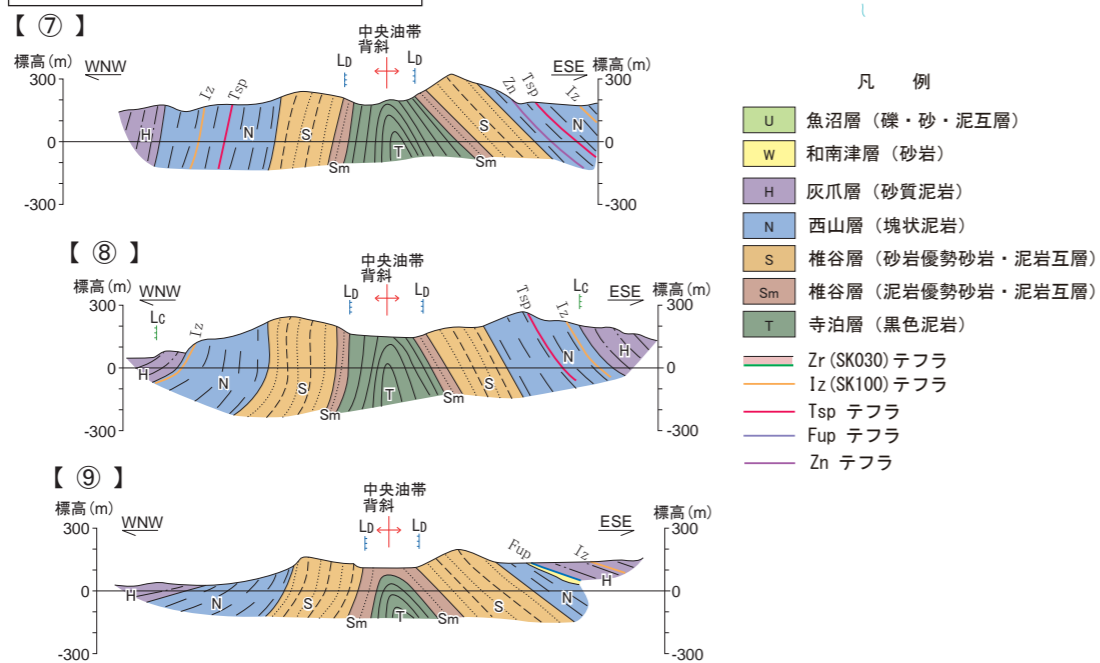 【 ⑦ 】
中央油帯
背斜
標高(m)
WNW
LD
LD
ESE
標高(m)
300
0
-300
Iz
Tsp
Zn
Tsp
Iz
300
0
-300
H
N
S
Sm
T
Sm
S
N
【 ⑧ 】
中央油帯
背斜
標高(m)
WNW
LC
LD
LD
LC
ESE
標高(m)
300
0
-300
Iz
Tsp
Iz
300
0
-300
H
N
S
Sm
T
Sm
S
N
H
【 ⑨ 】
中央油帯
背斜
標高(m)
WNW
LD
LD
ESE
標高(m)
300
0
-300
Fup
Iz
300
0
-300
H
N
S
Sm
T
Sm
S
N
H
凡 例
U 魚沼層（礫・砂・泥互層）
W 和南津層（砂岩）
H 灰爪層（砂質泥岩）
N 西山層（塊状泥岩）
S 椎谷層（砂岩優勢砂岩・泥岩互層）
Sm 椎谷層（泥岩優勢砂岩・泥岩互層）
T 寺泊層（黒色泥岩）
Zr(SK030)テフラ
Iz(SK100)テフラ
Tsp テフラ
Fup テフラ
Zn テフラ